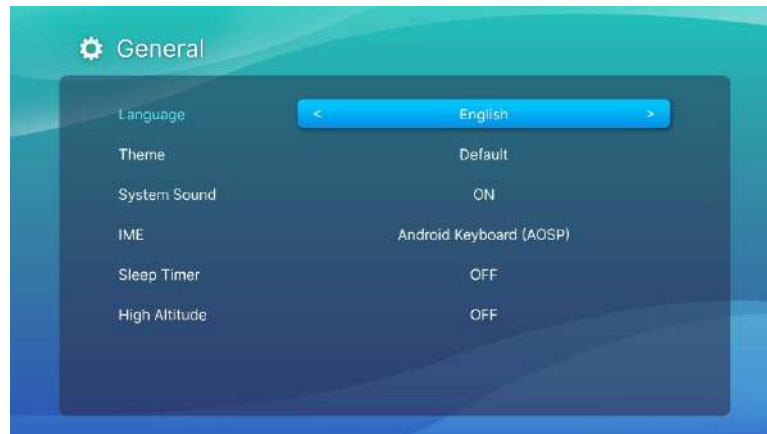 General
Language < English >
Theme Default
System Sound ON
IME Android Keyboard (AOSP)
Sleep Timer OFF
High Altitude OFF